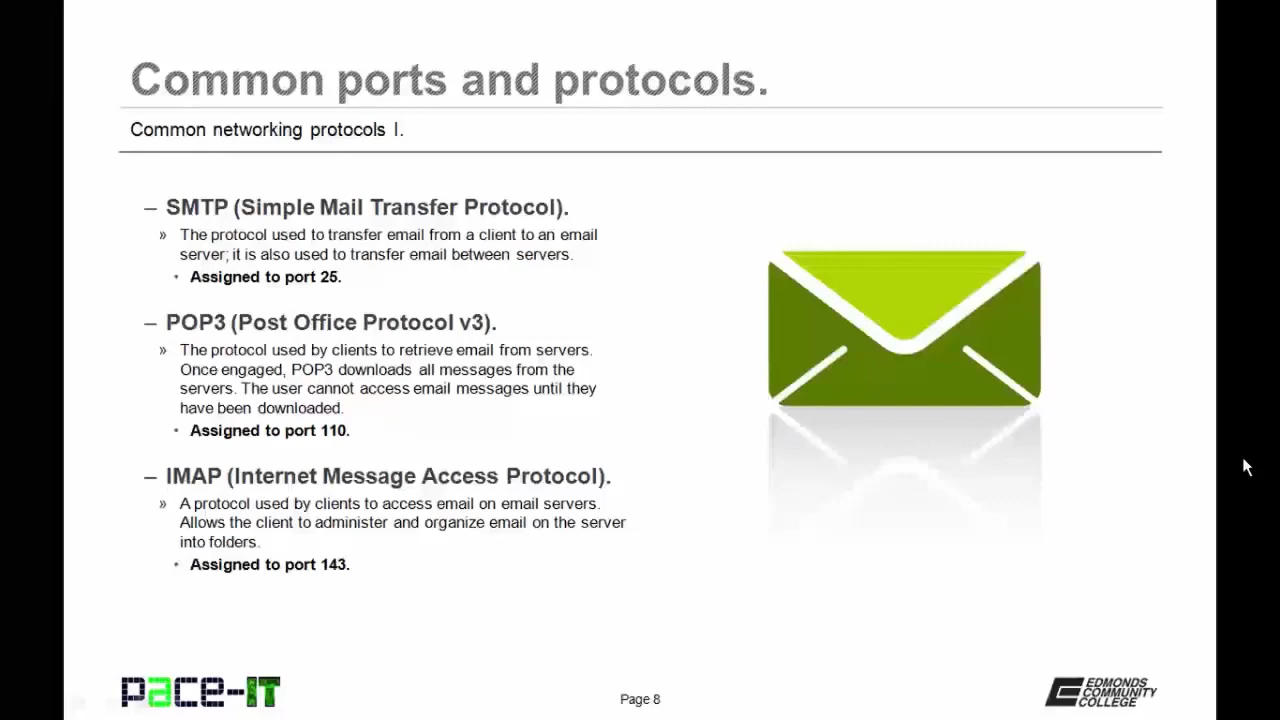 Common ports and protocols.
Common networking protocols I.
– SMTP (Simple Mail Transfer Protocol).
» The protocol used to transfer email from a client to an email
server; it is also used to transfer email between servers.
• Assigned to port 25.
– POP3 (Post Office Protocol v3).
» The protocol used by clients to retrieve email from servers.
Once engaged, POP3 downloads all messages from the
servers. The user cannot access email messages until they
have been downloaded.
• Assigned to port 110.
– IMAP (Internet Message Access Protocol).
» A protocol used by clients to access email on email servers.
Allows the client to administer and organize email on the server
into folders.
• Assigned to port 143.
pace-IT
Page 8
EDMONDS
COMMUNITY
COLLEGE